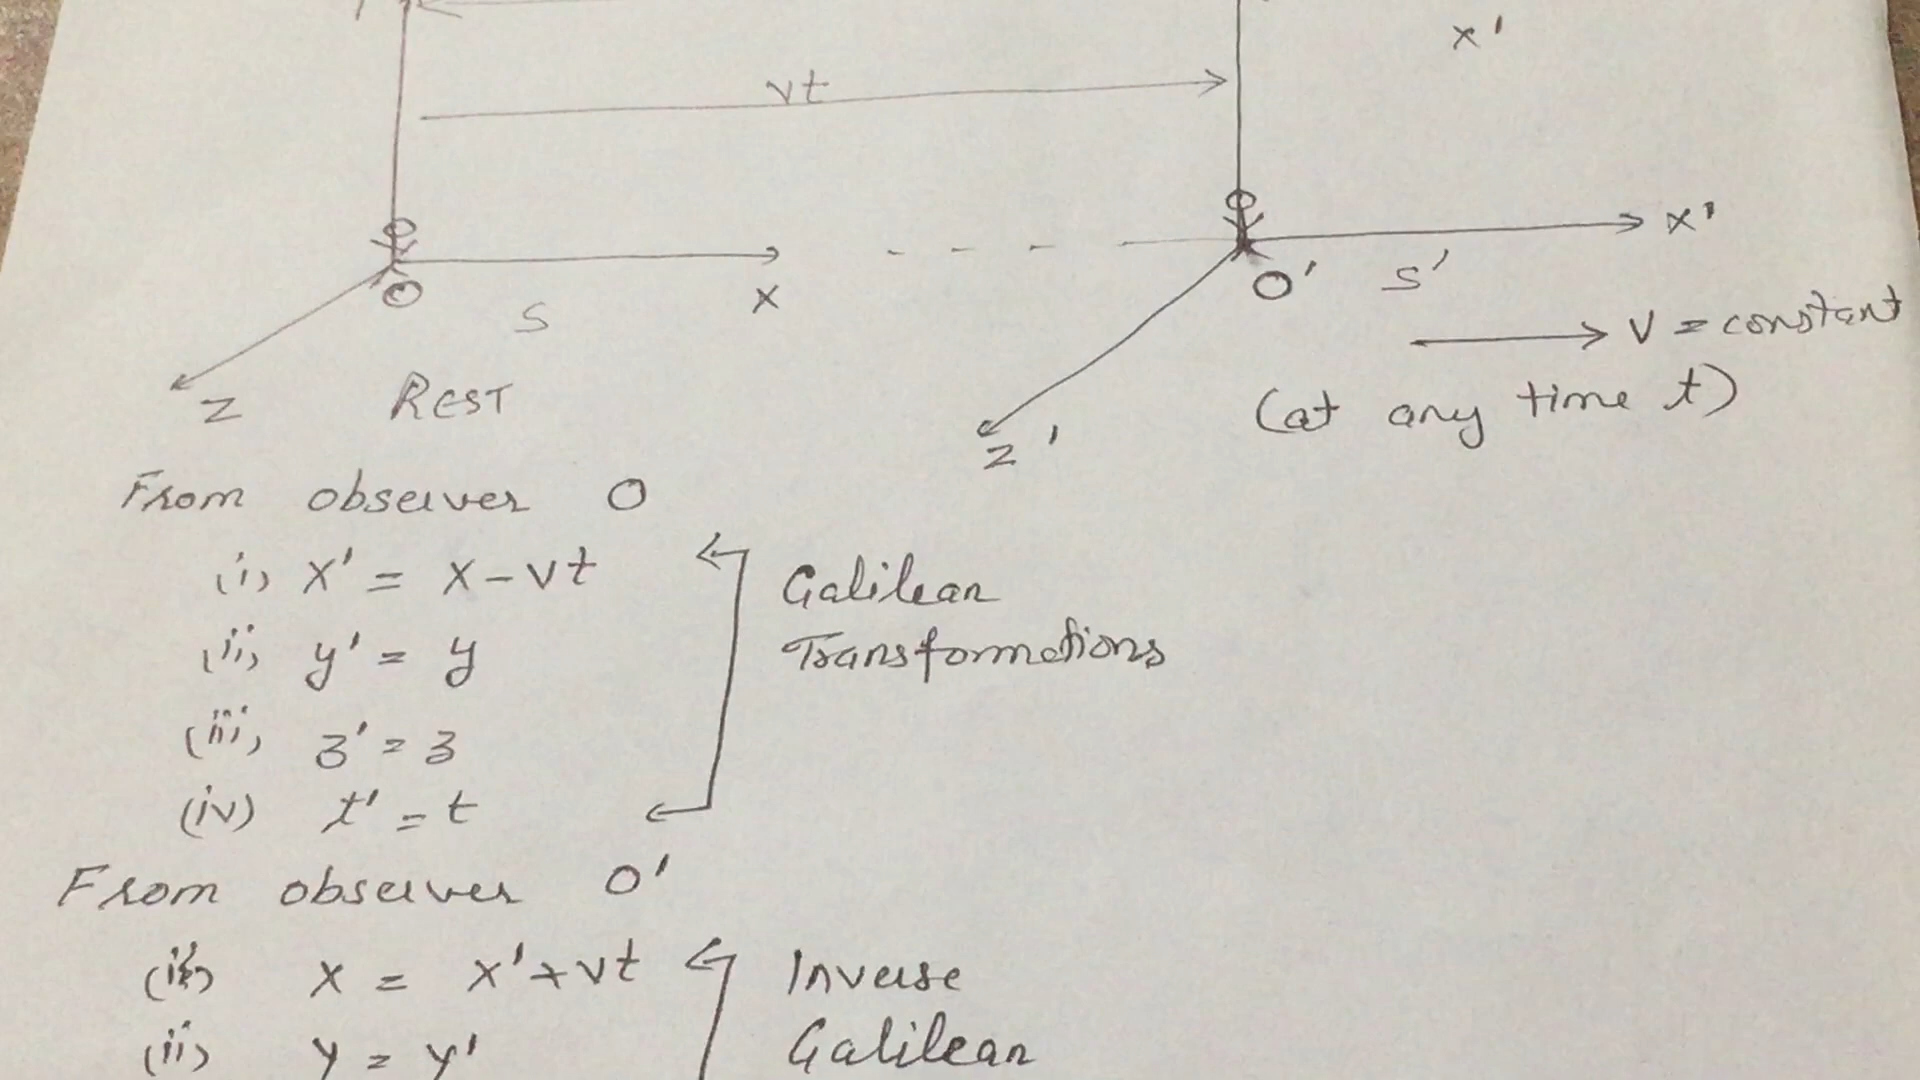 x'
vt
x'
O' S'
O
S
x
v = constant
(at any time t)
z
REST
z'
From observer O
(i) x' = x - vt
(ii) y' = y
(iii) z' = z
(iv) t' = t
Galilean
Transformations
From observer O'
(i) x = x' + vt
(ii) y = y'
Inverse
Galilean